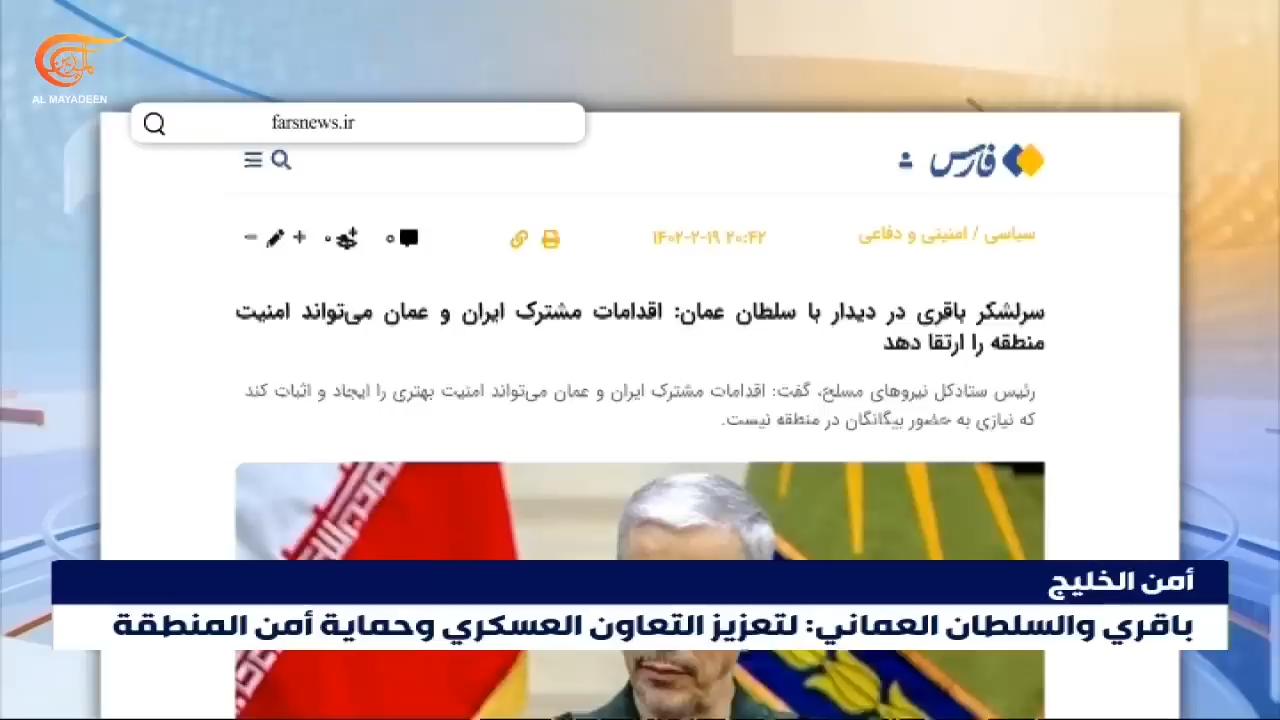 AL MAYADEEN
farsnews.ir
فارس
سیاسی / امنیتی و دفاعی
۱۴۰۲-۲-۱۹ ۲۰:۴۲
سرلشکر باقری در دیدار با سلطان عمان: اقدامات مشترک ایران و عمان می‌تواند امنیت
منطقه را ارتقا دهد
رئیس ستادکل نیروهای مسلح، گفت: اقدامات مشترک ایران و عمان می‌تواند امنیت بهتری را ایجاد و اثبات کند
که نیازی به حضور بیگانگان در منطقه نیست.
أمن الخليج
باقري والسلطان العماني: لتعزيز التعاون العسكري وحماية أمن المنطقة